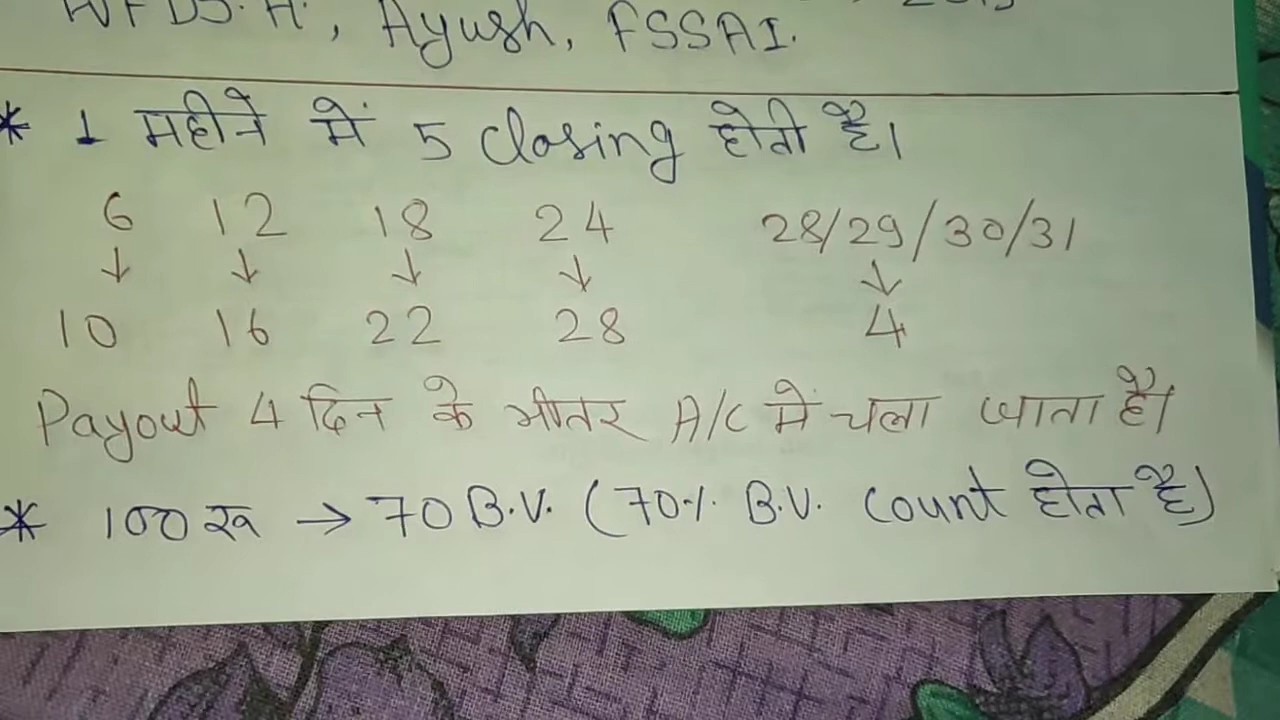 Ayush, FSSAI.
* 1 महीने में 5 Closing होती है।
6 12 18 24 28/29/30/31
↓ ↓ ↓ ↓ ↓
10 16 22 28 4
Payout 4 दिन के भीतर A/C मे चला जाता है।
* 100 रू → 70 B.V. (70% B.V. Count होता है)